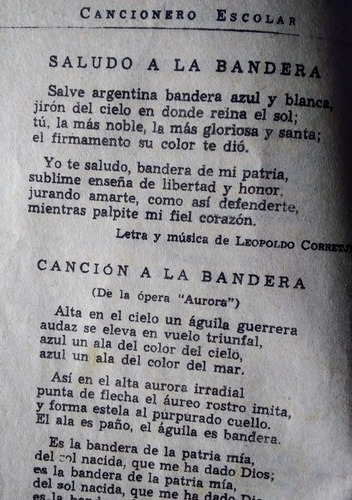 CANCIONERO ESCOLAR
SALUDO A LA BANDERA
Salve argentina bandera azul y blanca,
jirón del cielo en donde reina el sol;
tú, la más noble, la más gloriosa y santa;
el firmamento su color te dió.
Yo te saludo, bandera de mi patria,
sublime enseña de libertad y honor,
jurando amarte, como así defenderte,
mientras palpite mi fiel corazón.
Letra y música de LEOPOLDO
CANCIÓN A LA BANDERA
(De la ópera "Aurora")
Alta en el cielo un águila guerrera
audaz se eleva en vuelo triunfal,
azul un ala del color del cielo,
azul un ala del color del mar.
Así en el alta aurora irradial
punta de flecha el áureo rostro imita,
y forma estela al purpurado cuello.
El ala es paño, el águila es bandera.
Es la bandera de la patria mía,
del sol nacida, que me ha dado Dios;
es la bandera de la patria mía,
del sol nacida, que me ha dado Dios;